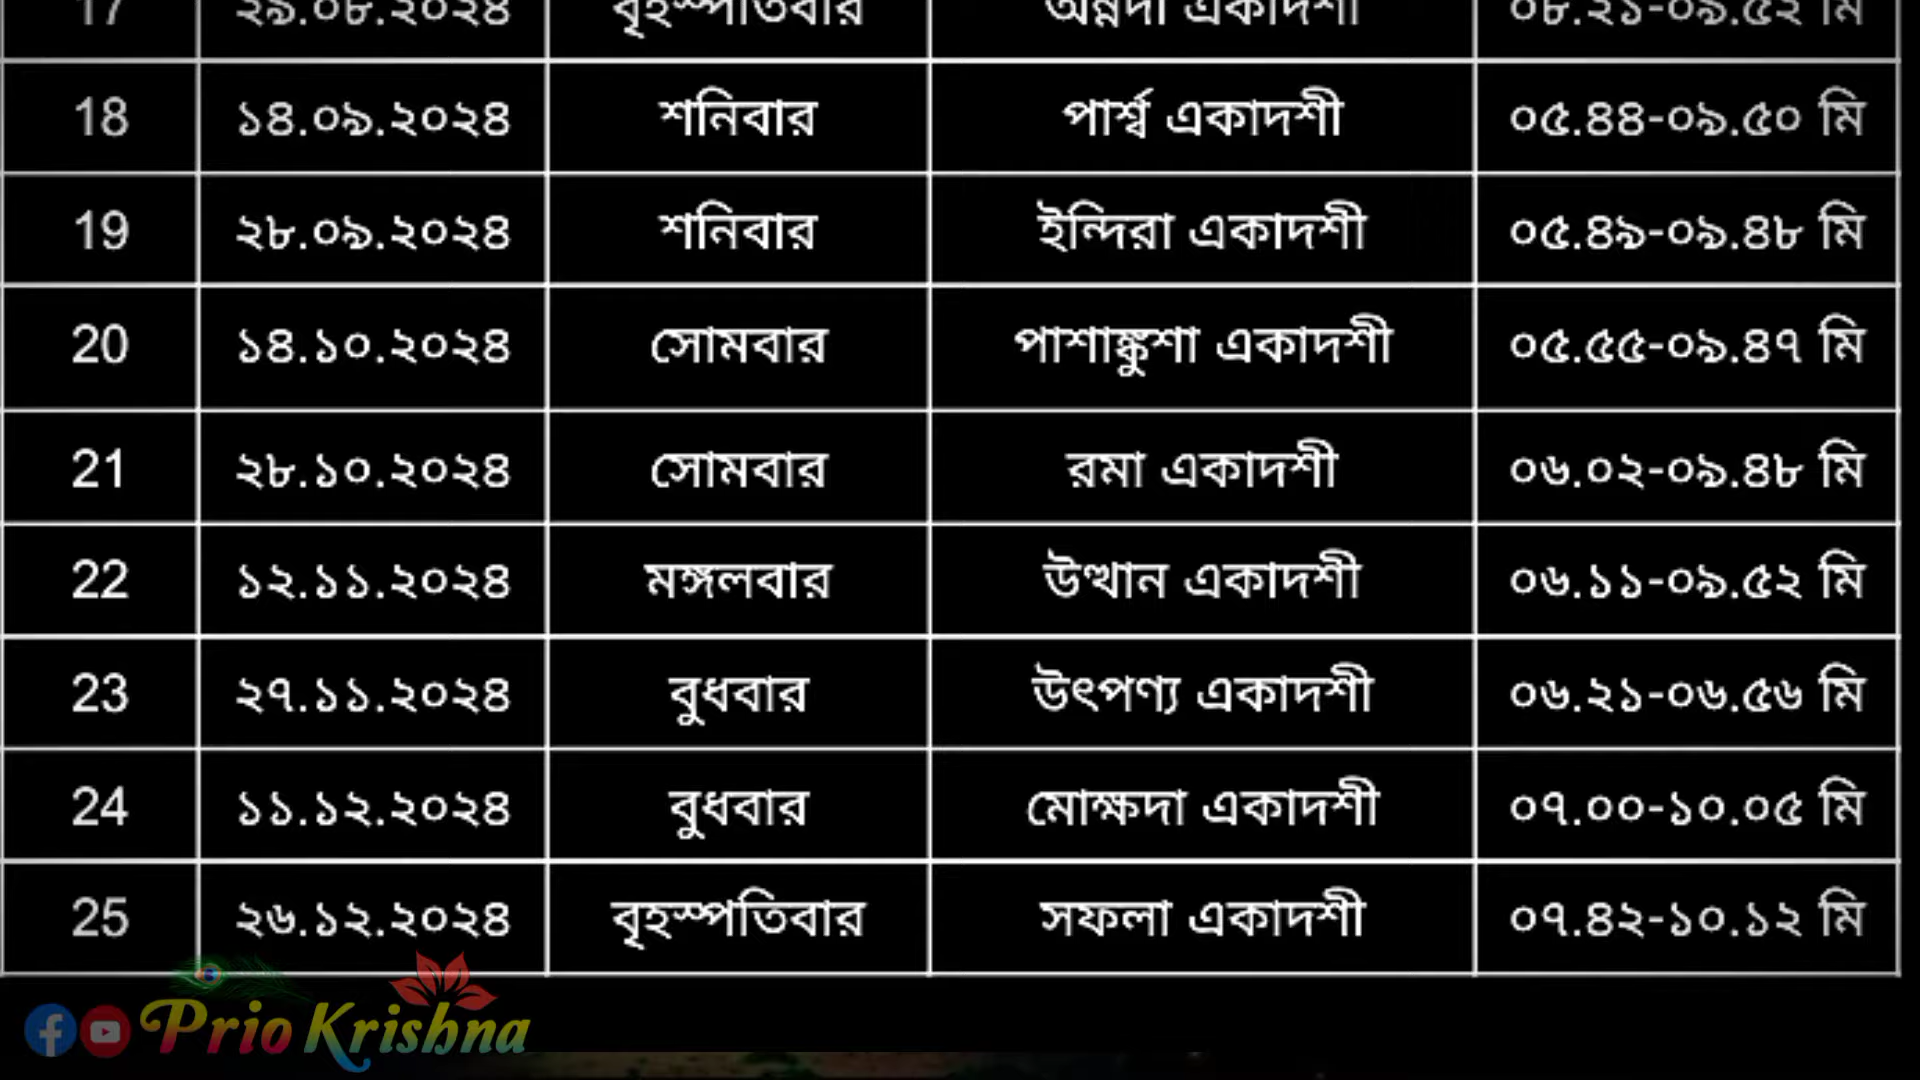 17 ২৯.০৮.২০২৪ বৃহস্পতিবার অন্নদা একাদশী ০৮.২১-০৯.৫২ মি
18 ১৪.০৯.২০২৪ শনিবার পার্শ্ব একাদশী ০৫.৪৪-০৯.৫০ মি
19 ২৮.০৯.২০২৪ শনিবার ইন্দিরা একাদশী ০৫.৪৯-০৯.৪৮ মি
20 ১৪.১০.২০২৪ সোমবার পাশাঙ্কুশা একাদশী ০৫.৫৫-০৯.৪৭ মি
21 ২৮.১০.২০২৪ সোমবার রমা একাদশী ০৬.০২-০৯.৪৮ মি
22 ১২.১১.২০২৪ মঙ্গলবার উত্থান একাদশী ০৬.১১-০৯.৫২ মি
23 ২৭.১১.২০২৪ বুধবার উৎপণ্য একাদশী ০৬.২১-০৬.৫৬ মি
24 ১১.১২.২০২৪ বুধবার মোক্ষদা একাদশী ০৭.০০-১০.০৫ মি
25 ২৬.১২.২০২৪ বৃহস্পতিবার সফলা একাদশী ০৭.৪২-১০.১২ মি
Prio Krishna